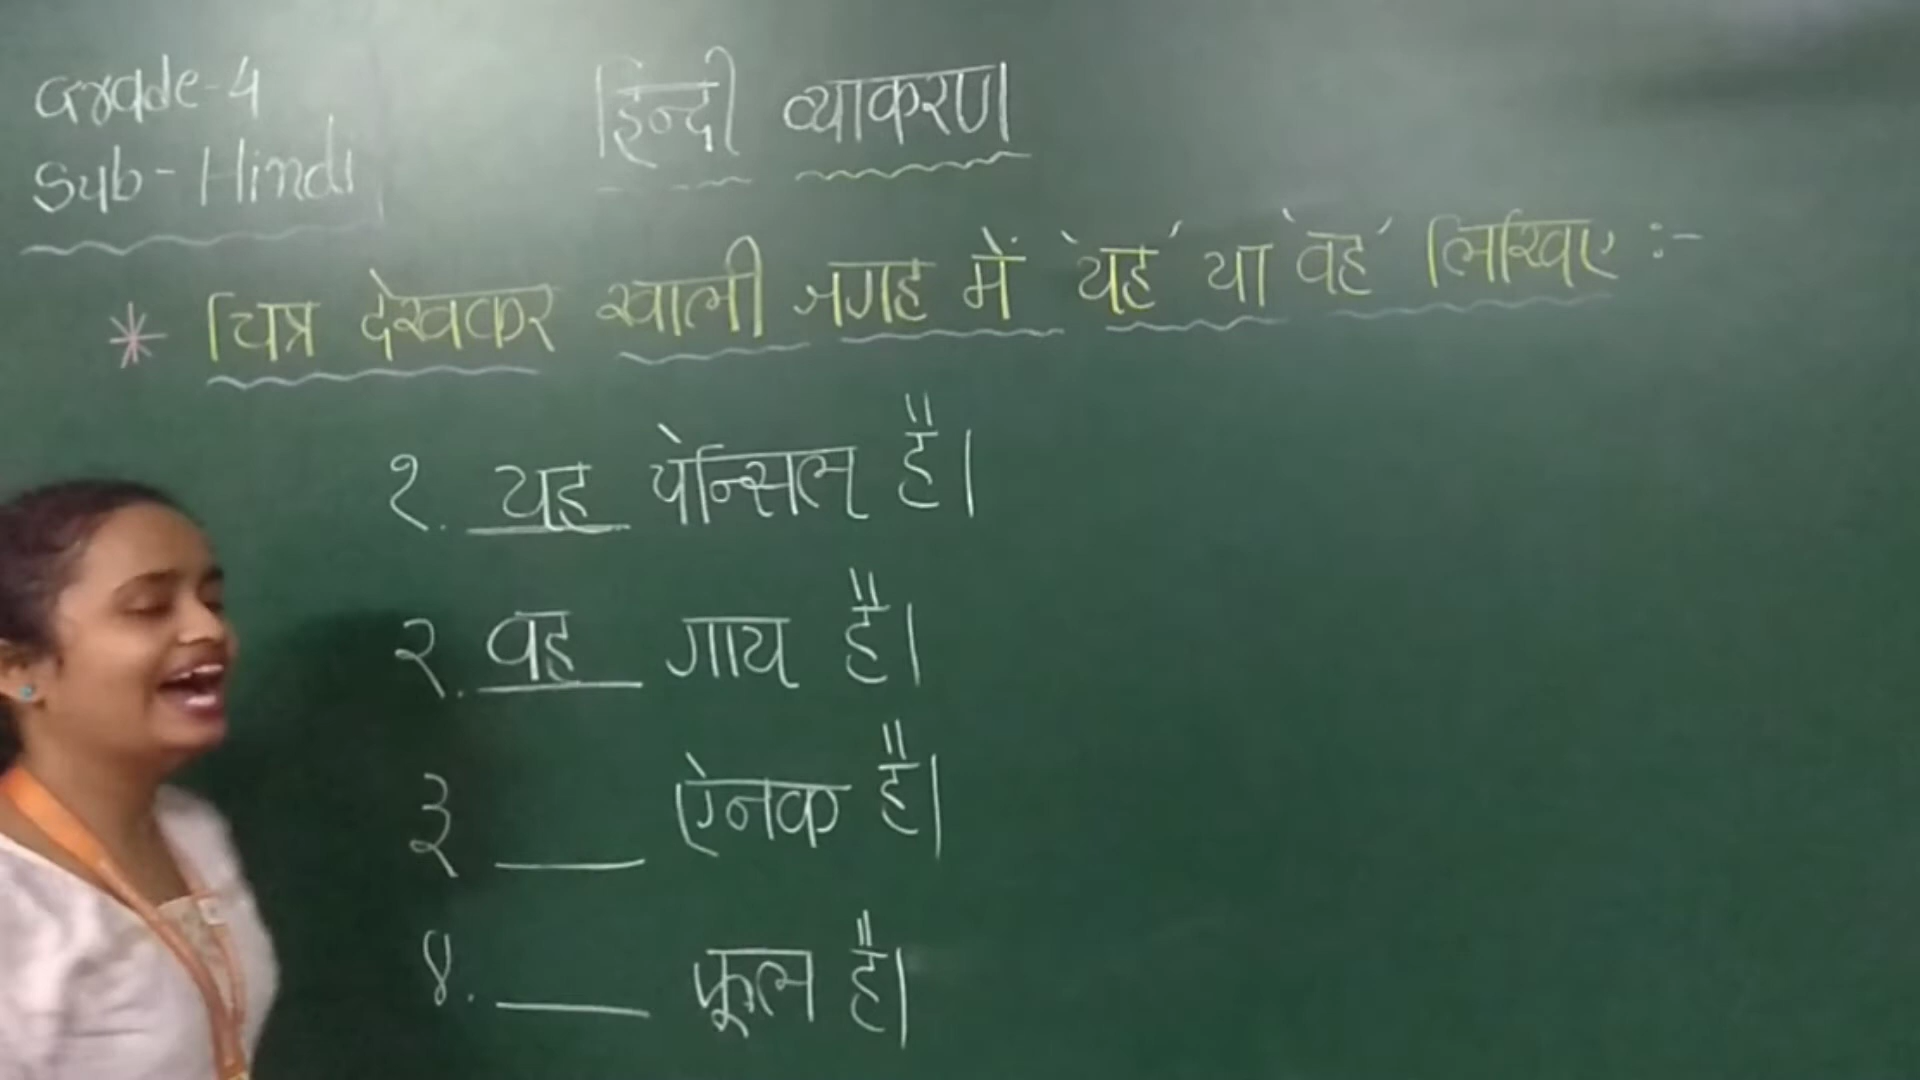 Grade-4
Sub-Hindi
हिन्दी व्याकरण
* चित्र देखकर खाली जगह में 'यह' या 'वह' लिखिए :-
१. यह पेन्सिल है।
२. वह गाय है।
३ ___ ऐनक है।
४. ___ फूल है।